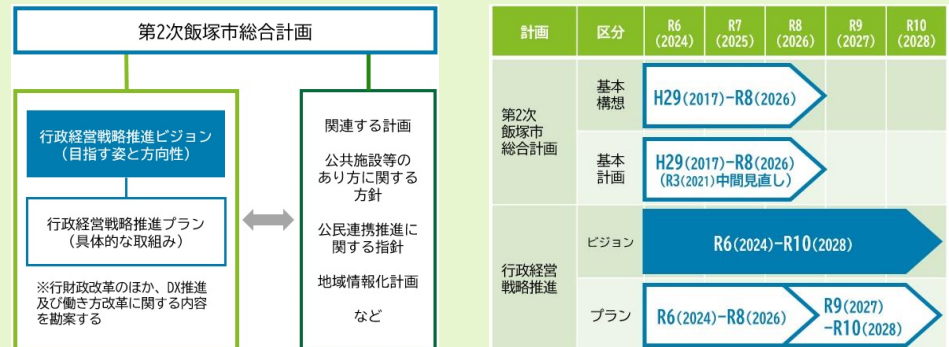 第2次飯塚市総合計画
行政経営戦略推進ビジョン
（目指す姿と方向性）
行政経営戦略推進プラン
（具体的な取組み）
※行財政改革のほか、DX推進
及び働き方改革に関する内容
を勘案する
関連する計画
公共施設等の
あり方に関する
方針
公民連携推進に
関する指針
地域情報化計画
など
計画
区分
R6
(2024)
R7
(2025)
R8
(2026)
R9
(2027)
R10
(2028)
第2次
飯塚市
総合計画
基本
構想
H29(2017)-R8(2026)
基本
計画
H29(2017)-R8(2026)
(R3(2021)中間見直し)
行政経営
戦略推進
ビジョン
R6(2024)-R10(2028)
プラン
R6(2024)-R8(2026)
R9(2027)
-R10(2028)